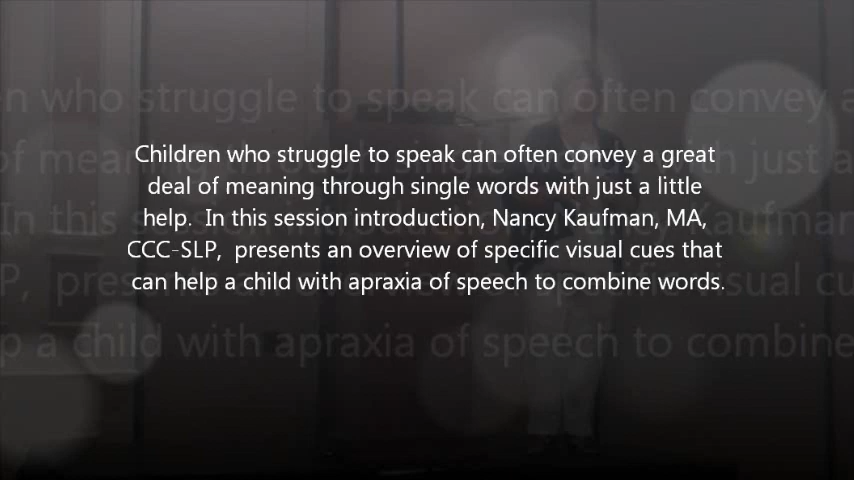 Children who struggle to speak can often convey a great
deal of meaning through single words with just a little
help.  In this session introduction, Nancy Kaufman, MA,
CCC-SLP,  presents an overview of specific visual cues that
can help a child with apraxia of speech to combine words.